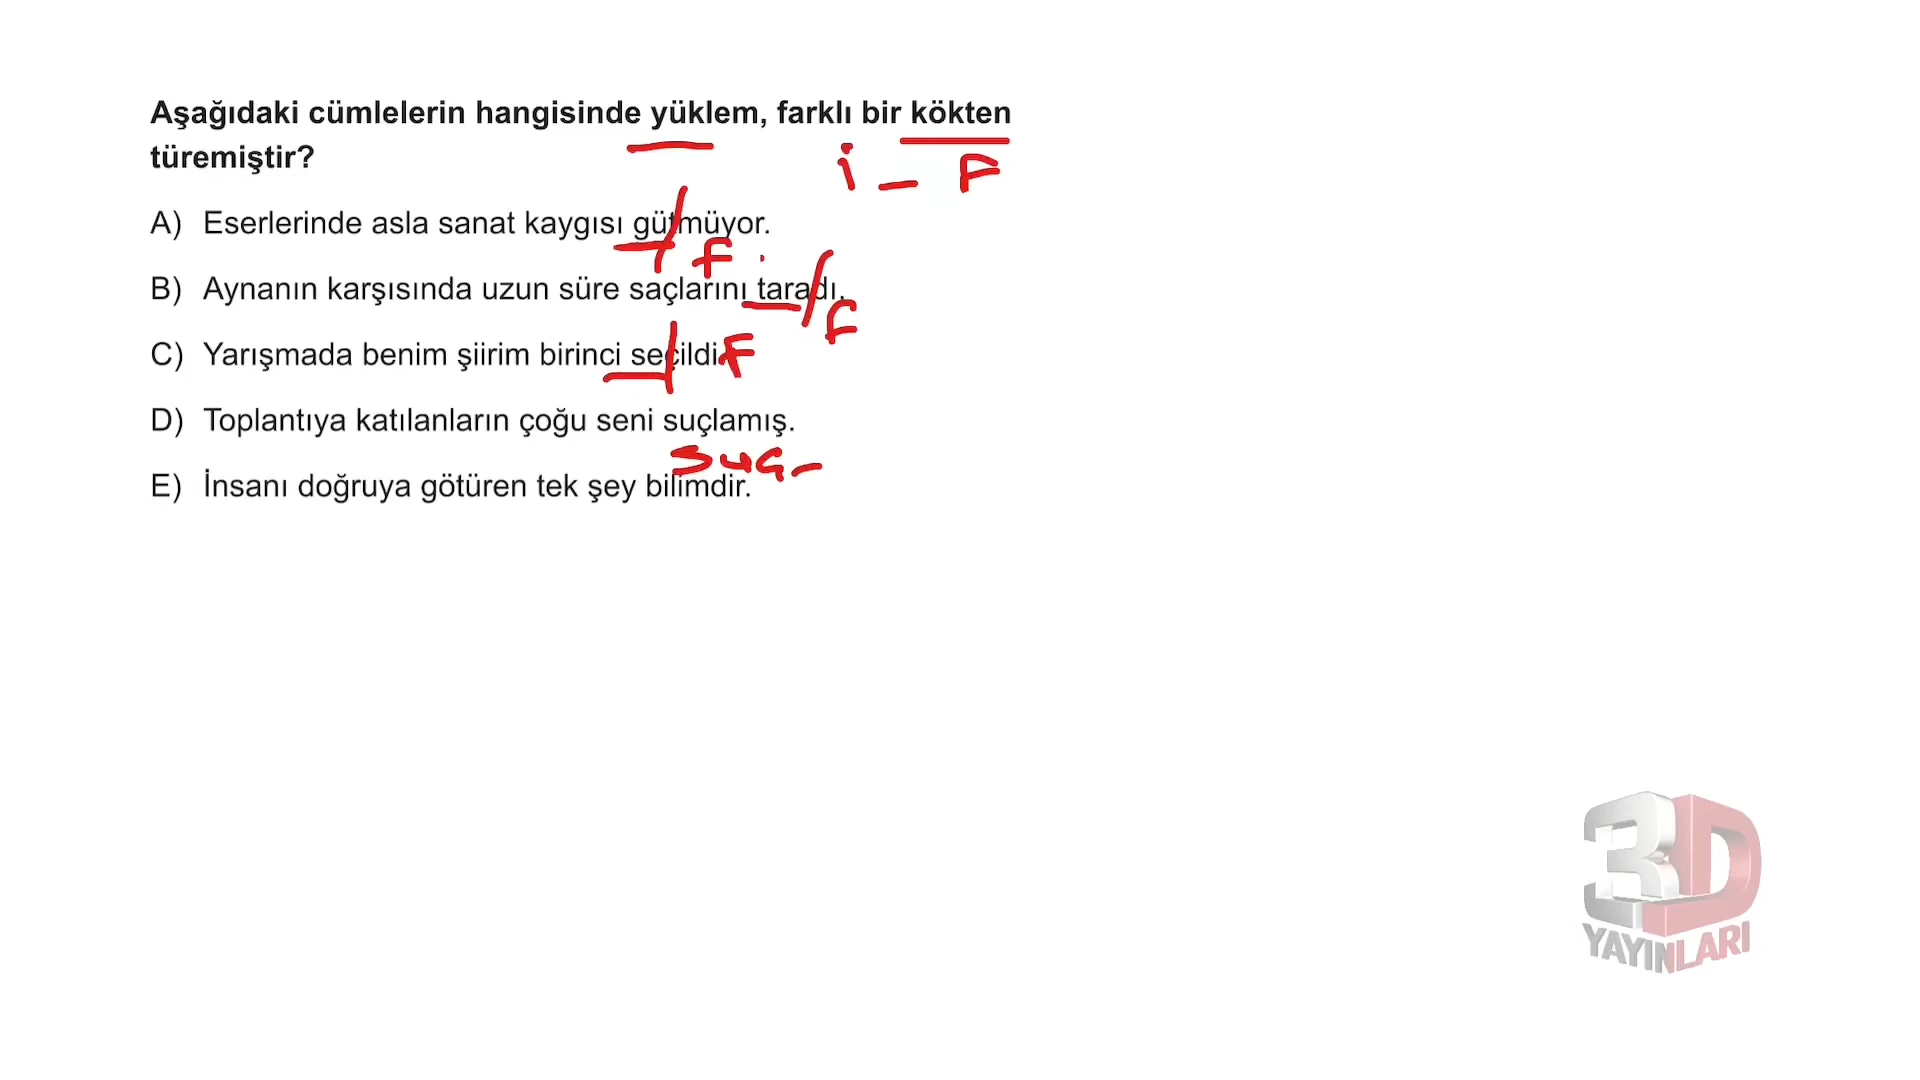 Aşağıdaki cümlelerin hangisinde yüklem, farklı bir kökten
türemiştir?
i - F
A) Eserlerinde asla sanat kaygısı gütmüyor.
F
B) Aynanın karşısında uzun süre saçlarını taradı.
F
C) Yarışmada benim şiirim birinci seçildi.
F
D) Toplantıya katılanların çoğu seni suçlamış.
suç-
E) İnsanı doğruya götüren tek şey bilimdir.
3D
YAYINLARI